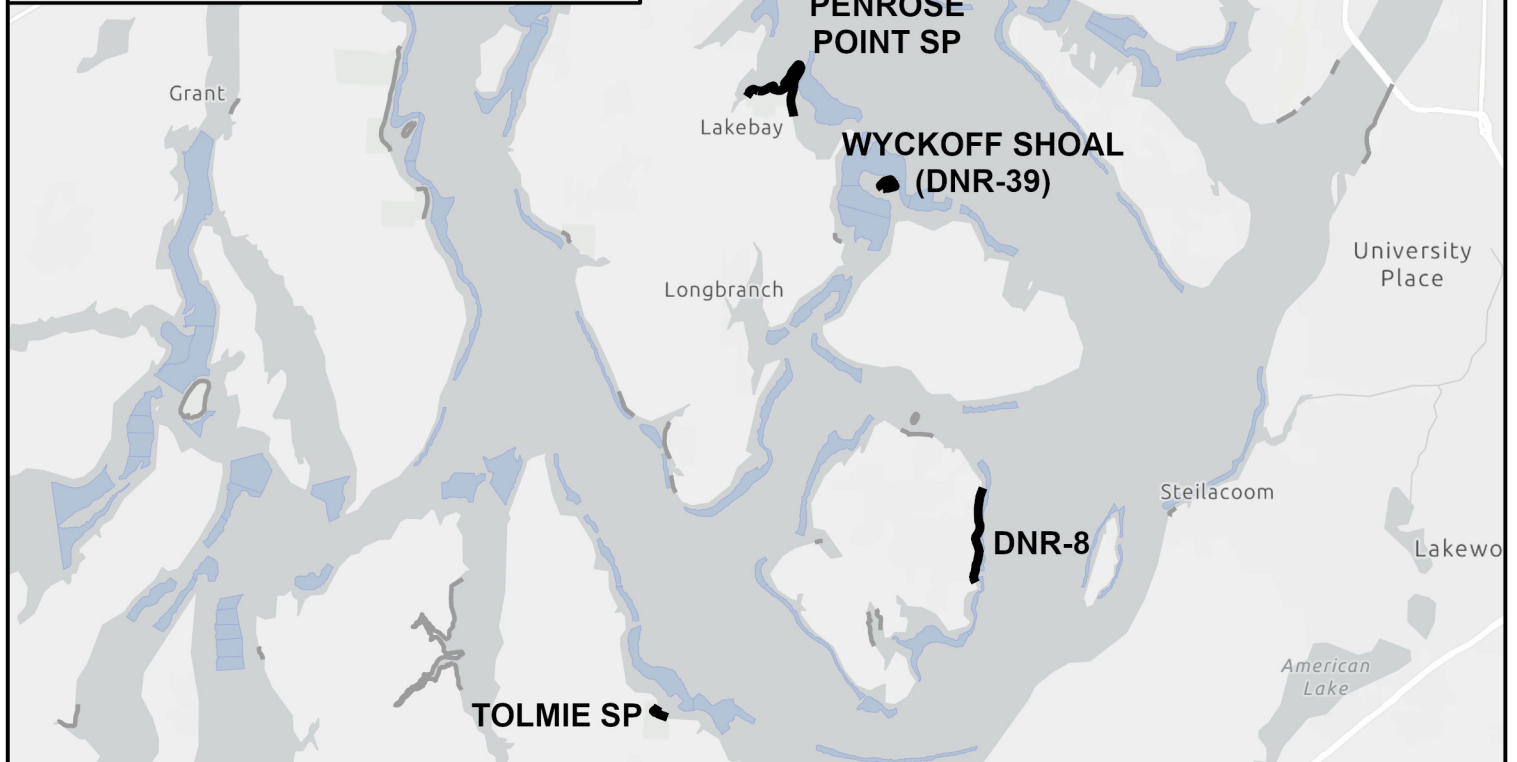 PENROSE
POINT SP
Grant
Lakebay
WYCKOFF SHOAL
(DNR-39)
University
Place
Longbranch
Steilacoom
DNR-8
Lakewo
American
Lake
TOLMIE SP